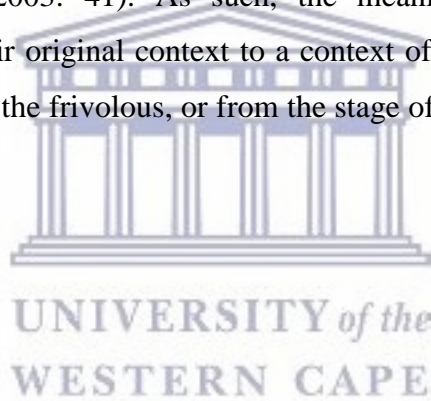 2003: 41). As such, the
ir original context to a context of
the frivolous, or from the stage of
UNIVERSITY of the
WESTERN CAPE